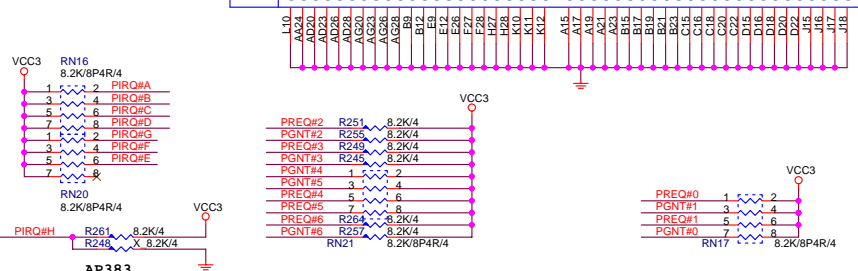 L10 AA24 AD20 AD23 AD26 AD28 AG20 AG23 AG26 AG28 B9 B12 E9 E12 E26 F27 F28 H27 H28 K10 K11 K12 A15 A17 A19 A21 A23 B15 B17 B19 B21 B23 C15 C16 C18 C20 C22 D15 D16 D18 D20 D22 J15 J16 J17 J18
VCC3 RN16
8.2K/8P4R/4
1 2 PIRQ#A
3 4 PIRQ#B
5 6 PIRQ#C
7 8 PIRQ#D
1 2 PIRQ#G
3 4 PIRQ#F
5 6 PIRQ#E
7 8
RN20
8.2K/8P4R/4
VCC3
PIRQ#H R261 8.2K/4
R248 X_8.2K/4
AP383
VCC3
PREQ#2 R251 8.2K/4
PGNT#2 R255 8.2K/4
PREQ#3 R249 8.2K/4
PGNT#3 R245 8.2K/4
PGNT#4 1 2
PGNT#5 3 4
PREQ#4 5 6
PREQ#5 7 8
PREQ#6 R264 8.2K/4
PGNT#6 R257 8.2K/4
RN21 8.2K/8P4R/4
VCC3
PREQ#0 1 2
PGNT#1 3 4
PREQ#1 5 6
PGNT#0 7 8
RN17 8.2K/8P4R/4